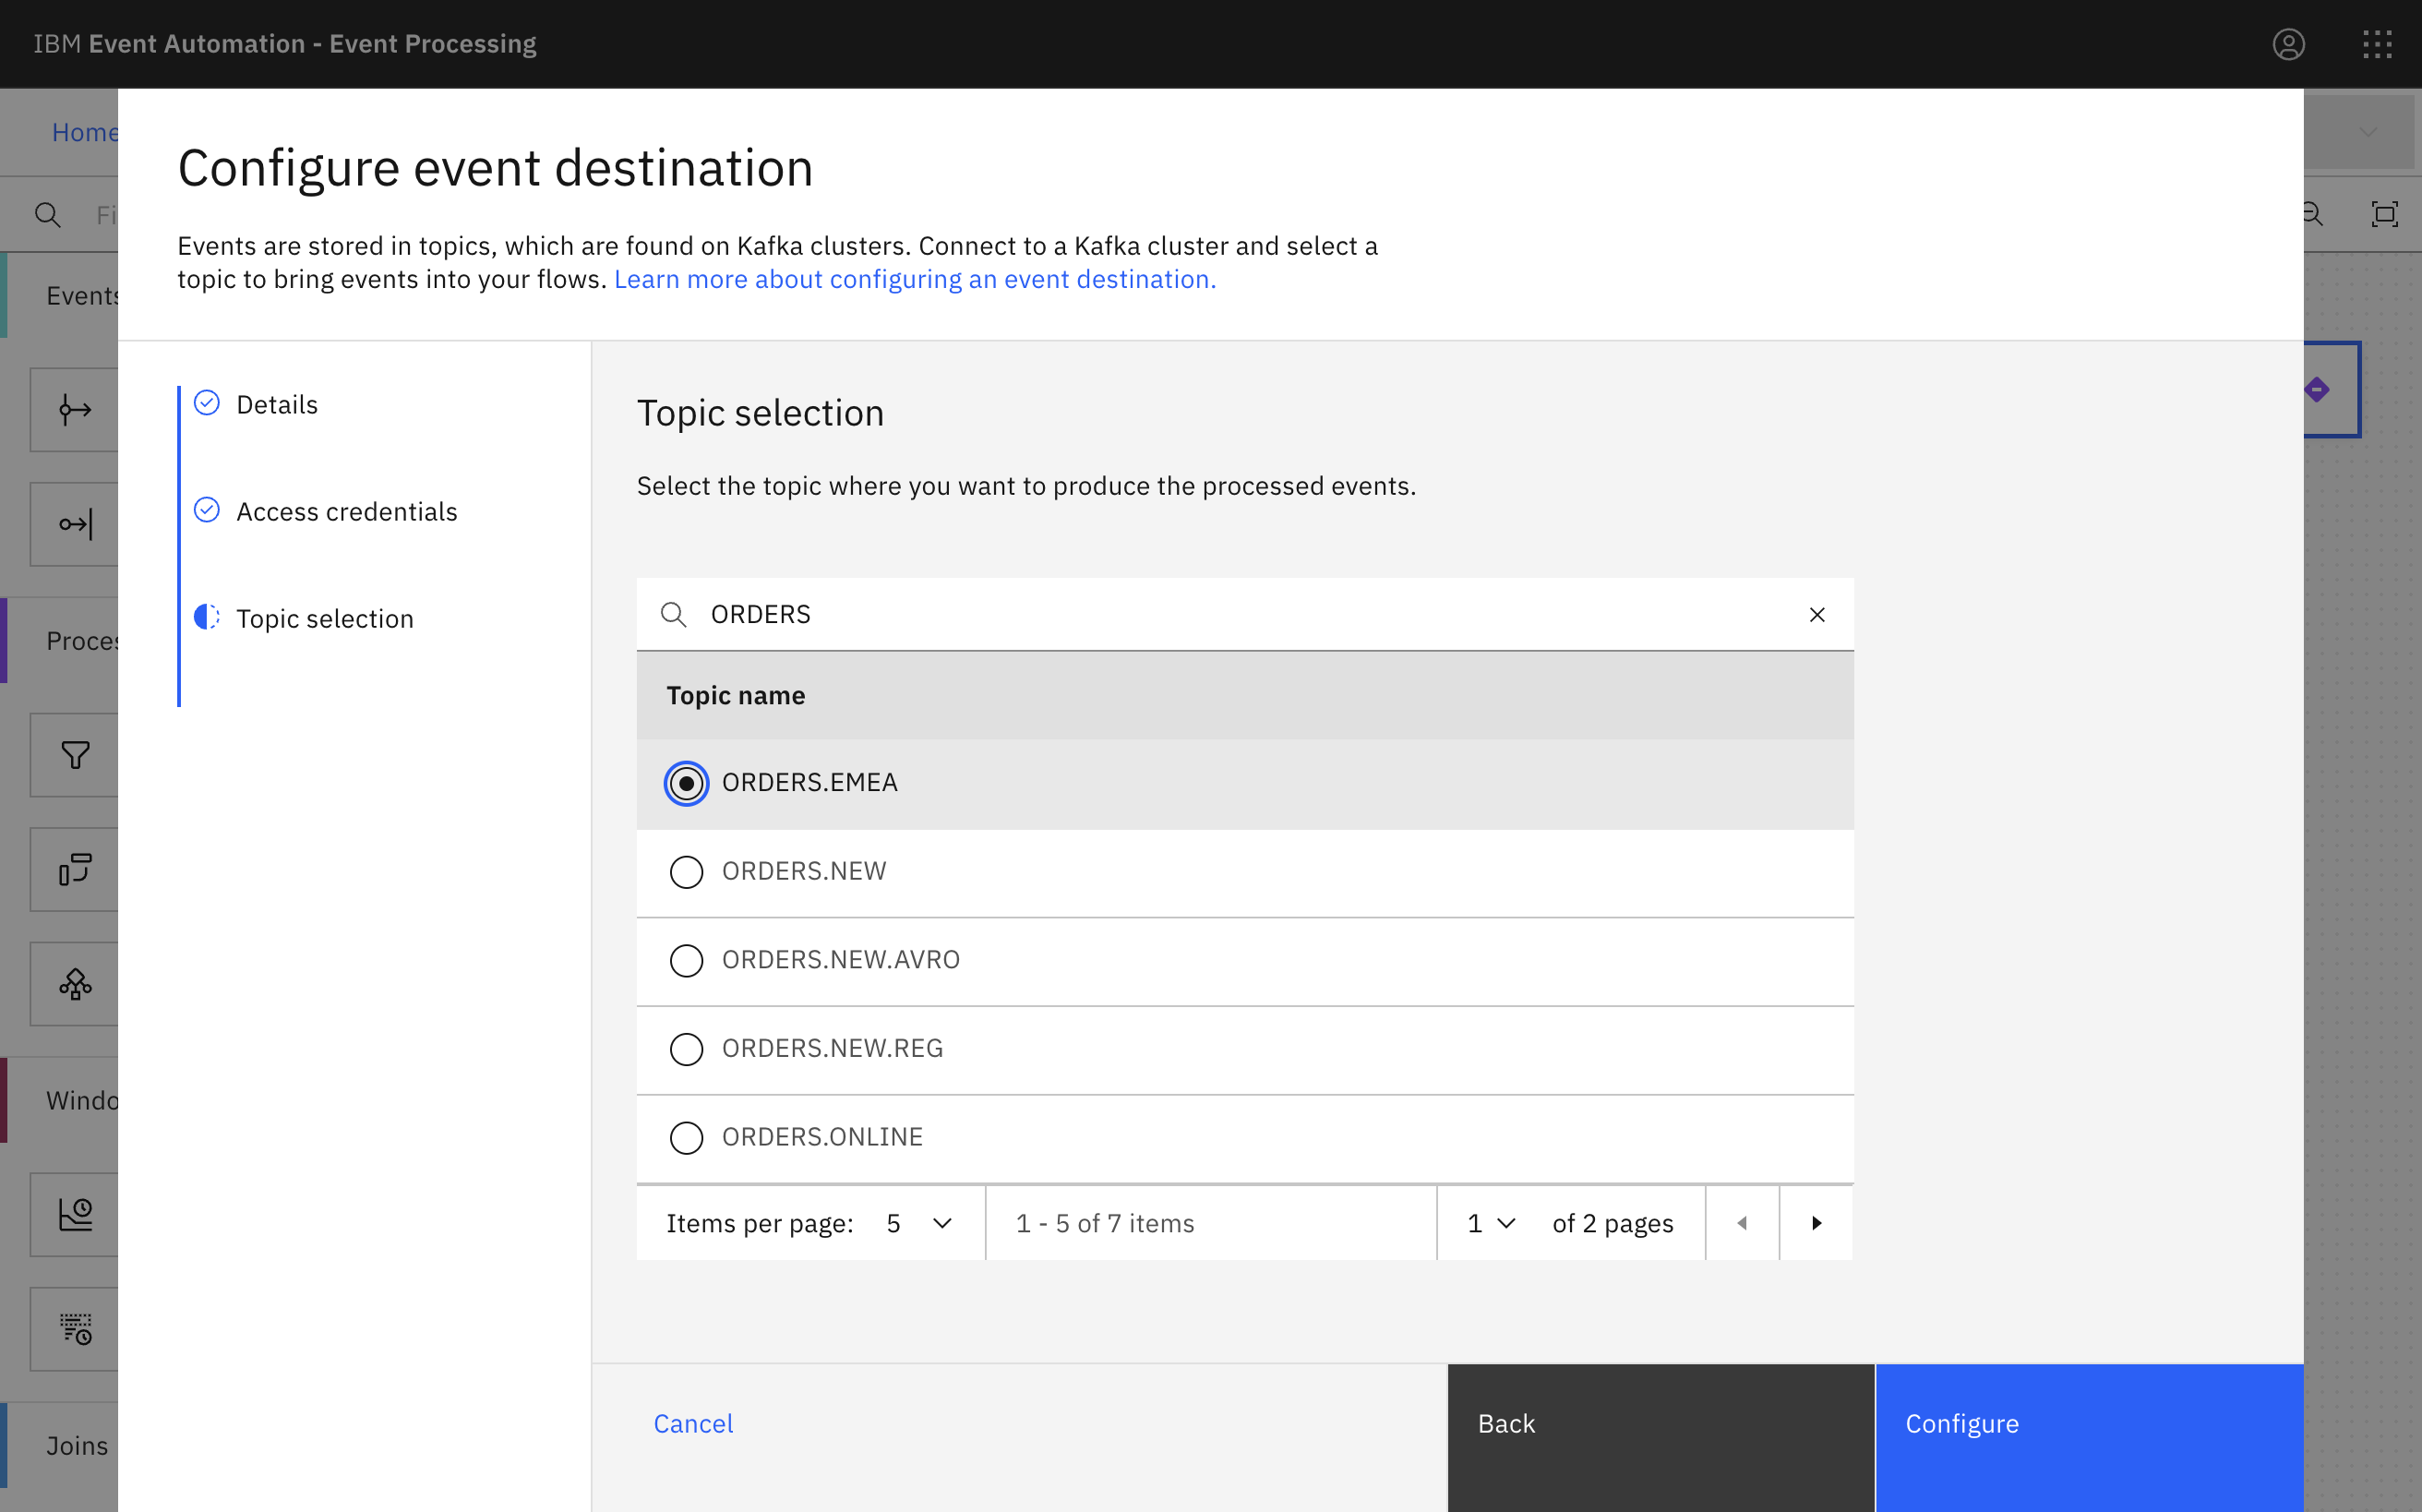 IBM Event Automation - Event Processing
Home
Configure event destination
Events are stored in topics, which are found on Kafka clusters. Connect to a Kafka cluster and select a
topic to bring events into your flows. Learn more about configuring an event destination.
Fi
Events
Proces
Windo
Joins
Details
Access credentials
Topic selection
Topic selection
Select the topic where you want to produce the processed events.
ORDERS
Topic name
ORDERS.EMEA
ORDERS.NEW
ORDERS.NEW.AVRO
ORDERS.NEW.REG
ORDERS.ONLINE
Items per page: 5 1 - 5 of 7 items 1 of 2 pages
Cancel Back Configure